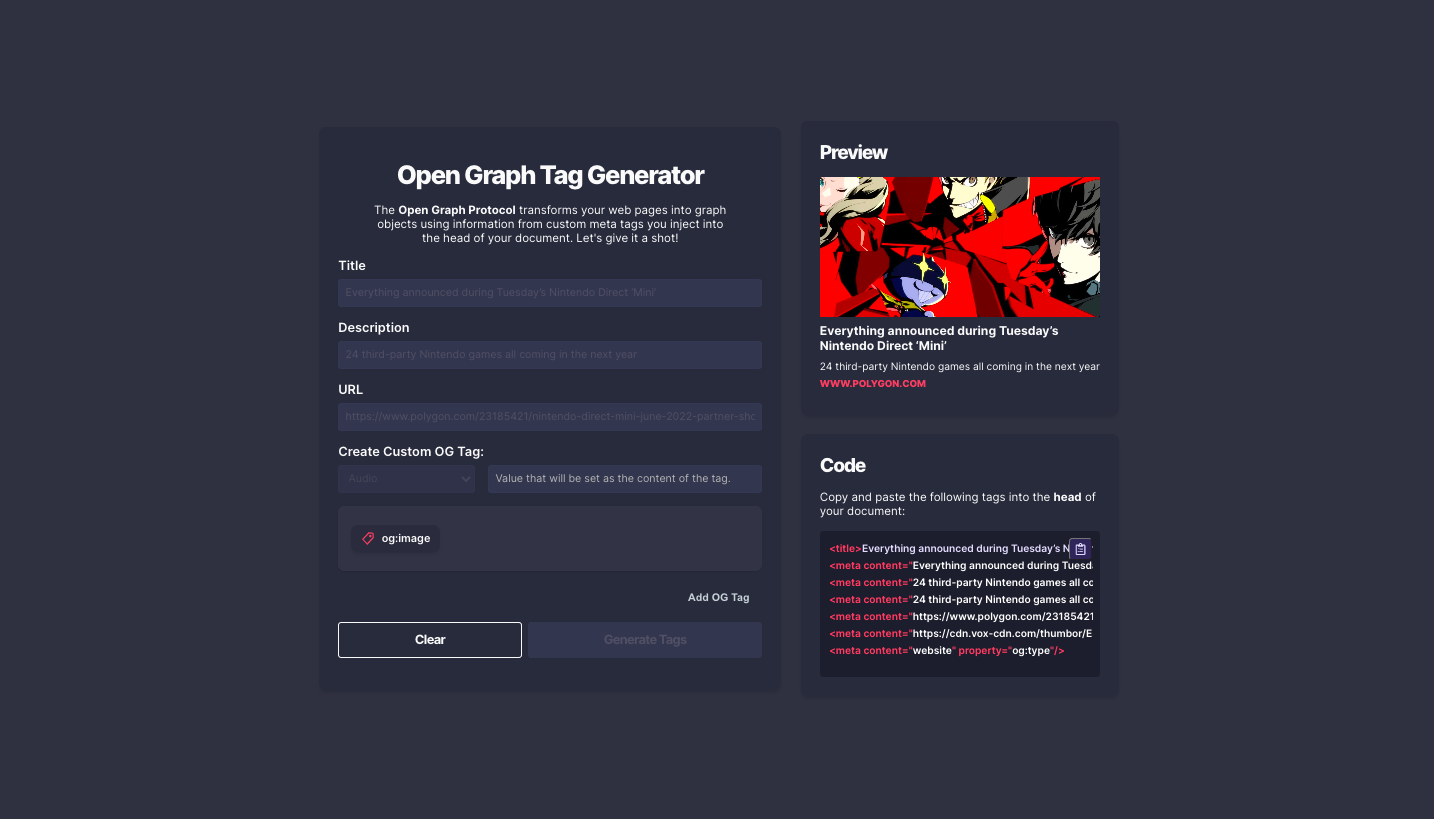 Open Graph Tag Generator
The Open Graph Protocol transforms your web pages into graph
objects using information from custom meta tags you inject into
the head of your document. Let's give it a shot!
Title
Everything announced during Tuesday's Nintendo Direct 'Mini'
Description
24 third-party Nintendo games all coming in the next year
URL
https://www.polygon.com/23185421/nintendo-direct-mini-june-2022-partner-sho
Create Custom OG Tag:
Audio
Value that will be set as the content of the tag.
og:image
Add OG Tag
Clear
Generate Tags
Preview
Everything announced during Tuesday’s
Nintendo Direct ‘Mini’
24 third-party Nintendo games all coming in the next year
WWW.POLYGON.COM
Code
Copy and paste the following tags into the head of
your document:
<title>Everything announced during Tuesday’s N
<meta content="Everything announced during Tuesda
<meta content="24 third-party Nintendo games all co
<meta content="24 third-party Nintendo games all co
<meta content="https://www.polygon.com/23185421
<meta content="https://cdn.vox-cdn.com/thumbor/E
<meta content="website" property="og:type"/>